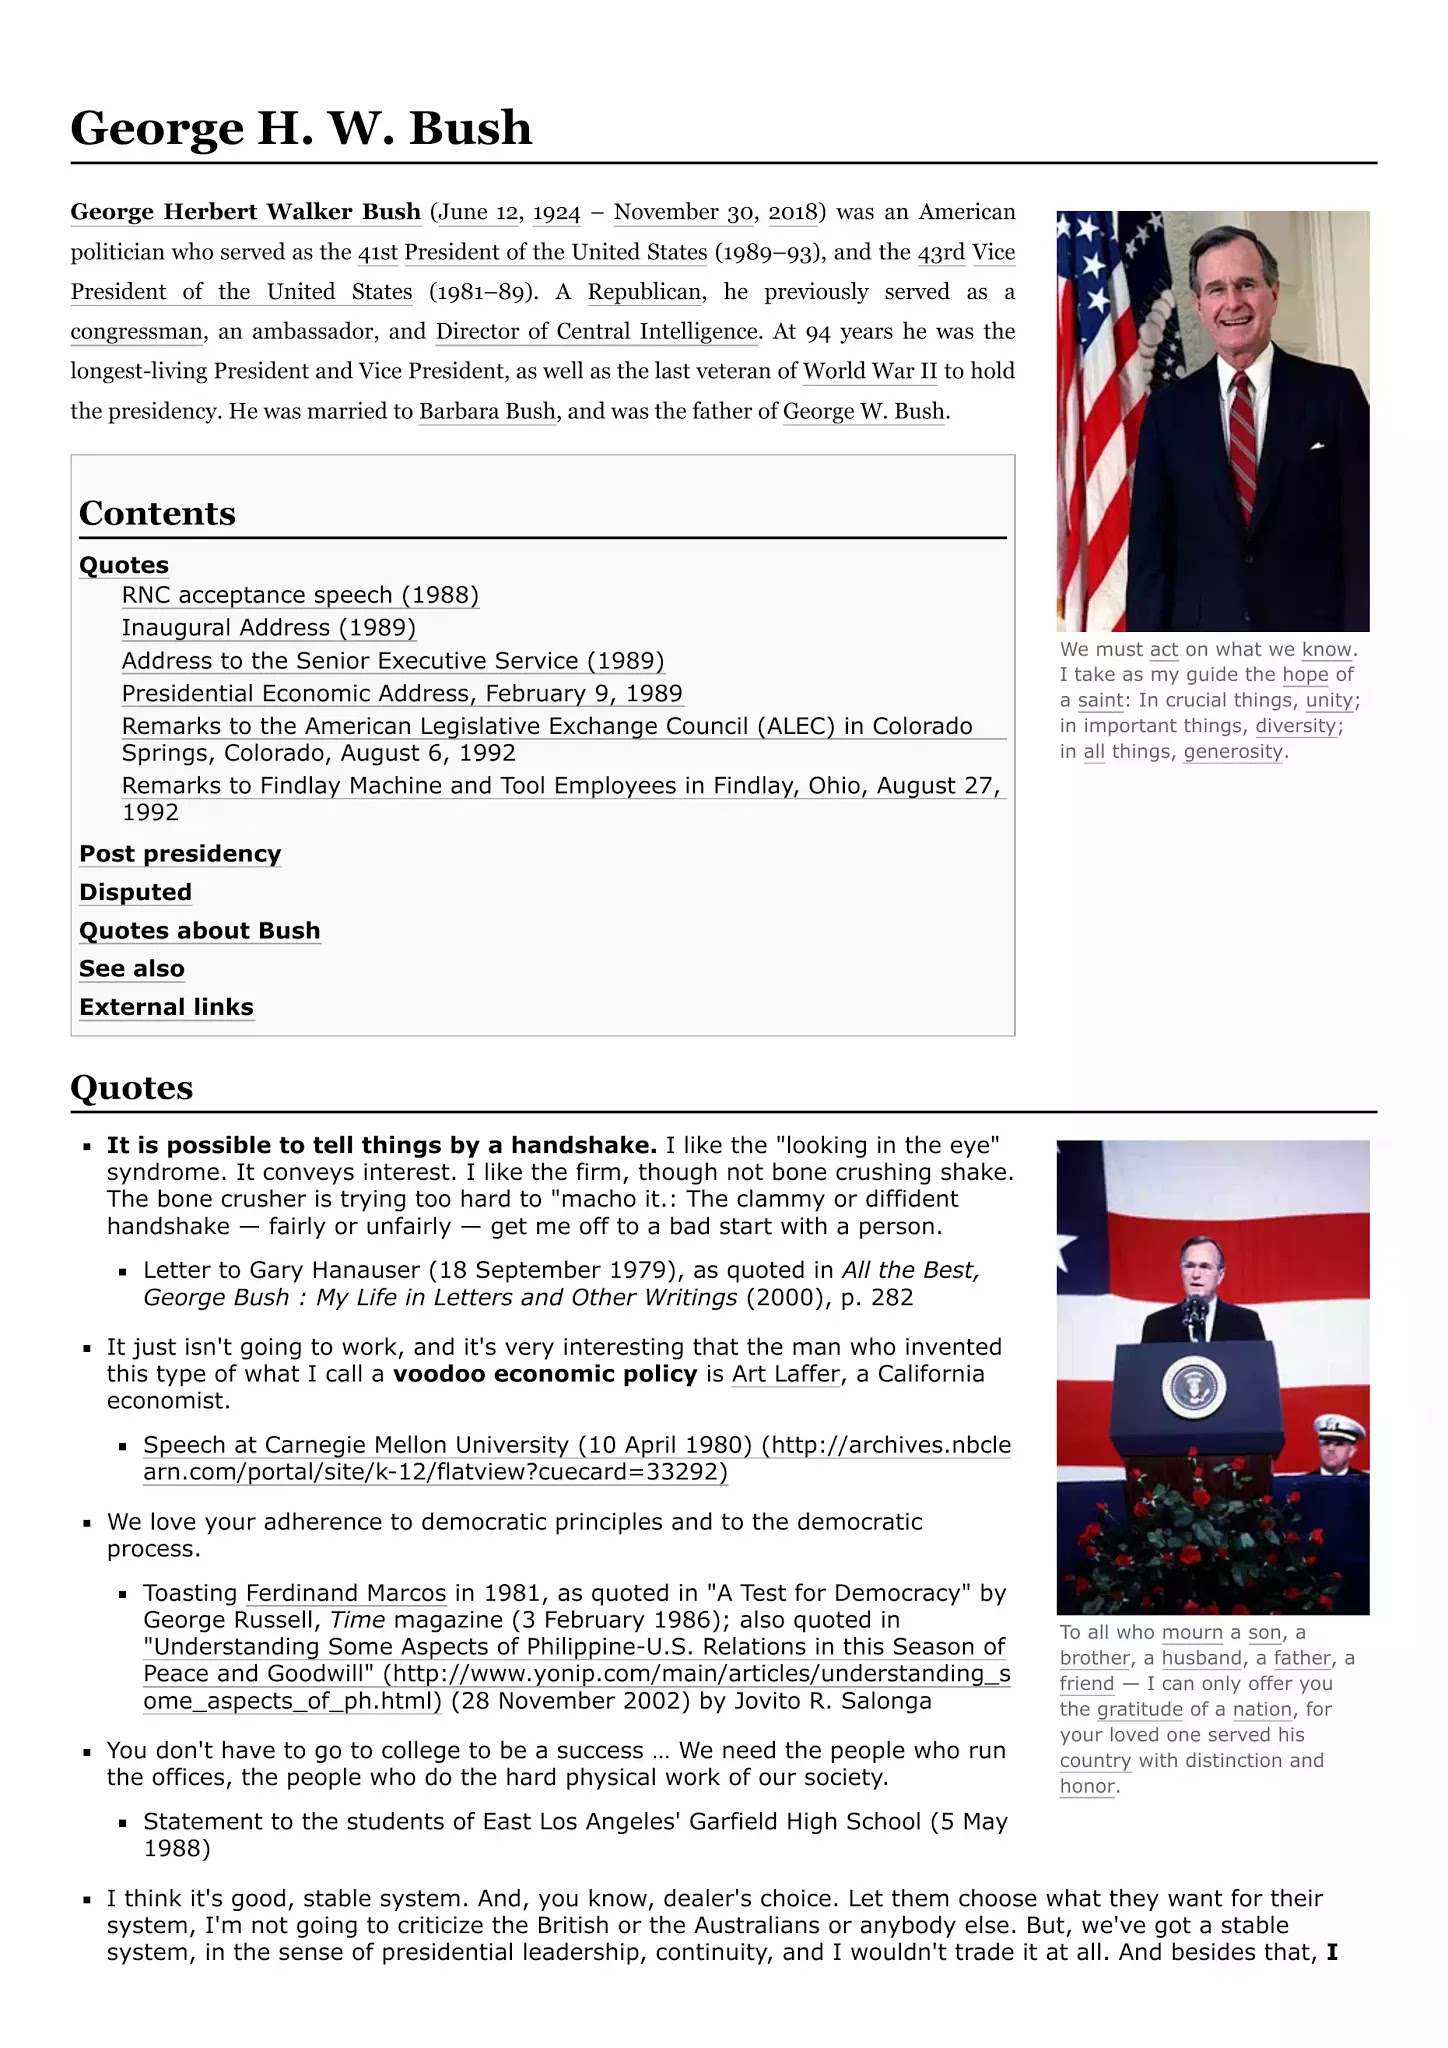 George H. W. Bush
George Herbert Walker Bush (June 12, 1924 – November 30, 2018) was an American
politician who served as the 41st President of the United States (1989–93), and the 43rd Vice
President of the United States (1981–89). A Republican, he previously served as a
congressman, an ambassador, and Director of Central Intelligence. At 94 years he was the
longest-living President and Vice President, as well as the last veteran of World War II to hold
the presidency. He was married to Barbara Bush, and was the father of George W. Bush.
We must act on what we know.
I take as my guide the hope of
a saint: In crucial things, unity;
in important things, diversity;
in all things, generosity.
Contents
Quotes
RNC acceptance speech (1988)
Inaugural Address (1989)
Address to the Senior Executive Service (1989)
Presidential Economic Address, February 9, 1989
Remarks to the American Legislative Exchange Council (ALEC) in Colorado
Springs, Colorado, August 6, 1992
Remarks to Findlay Machine and Tool Employees in Findlay, Ohio, August 27,
1992
Post presidency
Disputed
Quotes about Bush
See also
External links
Quotes
It is possible to tell things by a handshake. I like the "looking in the eye"
syndrome. It conveys interest. I like the firm, though not bone crushing shake.
The bone crusher is trying too hard to "macho it.: The clammy or diffident
handshake — fairly or unfairly — get me off to a bad start with a person.
Letter to Gary Hanauser (18 September 1979), as quoted in All the Best,
George Bush : My Life in Letters and Other Writings (2000), p. 282
It just isn't going to work, and it's very interesting that the man who invented
this type of what I call a voodoo economic policy is Art Laffer, a California
economist.
Speech at Carnegie Mellon University (10 April 1980) (http://archives.nbcle
arn.com/portal/site/k-12/flatview?cuecard=33292)
We love your adherence to democratic principles and to the democratic
process.
Toasting Ferdinand Marcos in 1981, as quoted in "A Test for Democracy" by
George Russell, Time magazine (3 February 1986); also quoted in
"Understanding Some Aspects of Philippine-U.S. Relations in this Season of
Peace and Goodwill" (http://www.yonip.com/main/articles/understanding_s
ome_aspects_of_ph.html) (28 November 2002) by Jovito R. Salonga
You don't have to go to college to be a success … We need the people who run
the offices, the people who do the hard physical work of our society.
Statement to the students of East Los Angeles' Garfield High School (5 May
1988)
To all who mourn a son, a
brother, a husband, a father, a
friend — I can only offer you
the gratitude of a nation, for
your loved one served his
country with distinction and
honor.
I think it's good, stable system. And, you know, dealer's choice. Let them choose what they want for their
system, I'm not going to criticize the British or the Australians or anybody else. But, we've got a stable
system, in the sense of presidential leadership, continuity, and I wouldn't trade it at all. And besides that, I